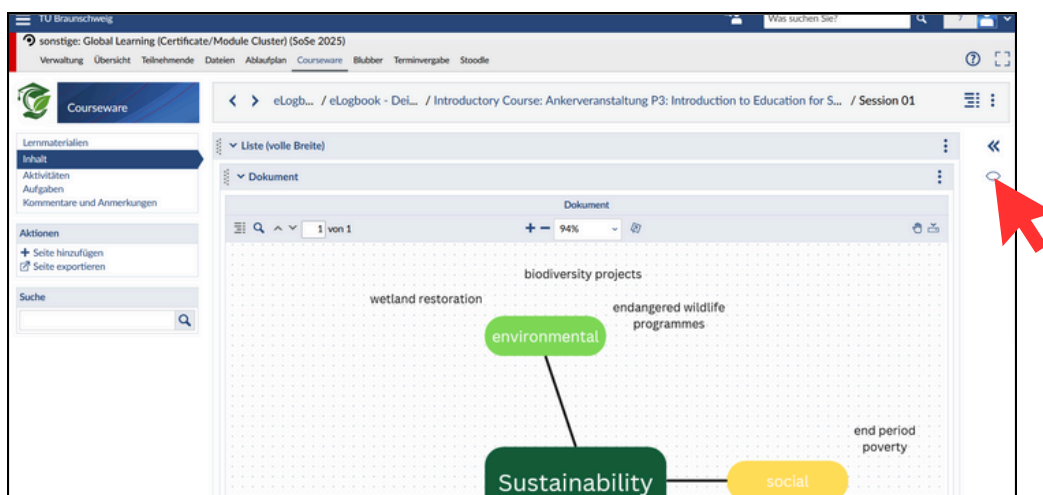 TU Braunschweig
Was suchen Sie?
7
sonstige: Global Learning (Certificate/Module Cluster) (SoSe 2025)
Verwaltung Übersicht Teilnehmende Dateien Ablaufplan Courseware Blubber Terminvergabe Stoodle
Courseware
eLogb... / eLogbook - Dei... / Introductory Course: Ankerveranstaltung P3: Introduction to Education for S... / Session 01
Lernmaterialien
Inhalt
Aktivitäten
Aufgaben
Kommentare und Anmerkungen
Aktionen
Seite hinzufügen
Seite exportieren
Suche
Liste (volle Breite)
Dokument
Dokument
1 von 1
94%
biodiversity projects
wetland restoration
endangered wildlife
programmes
environmental
end period
poverty
Sustainability
social